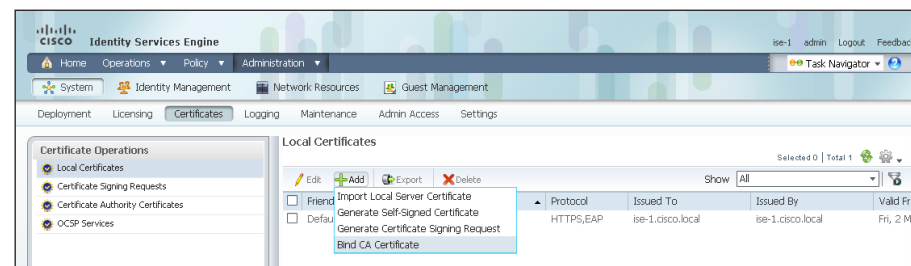 CISCO Identity Services Engine
ise-1 admin Logout Feedbac
Home Operations ▼ Policy ▼ Administration ▼
Task Navigator ▼
System Identity Management Network Resources Guest Management
Deployment Licensing Certificates Logging Maintenance Admin Access Settings
Certificate Operations
Local Certificates
Certificate Signing Requests
Certificate Authority Certificates
OCSP Services
Local Certificates
Selected 0 | Total 1
Edit Add Export Delete
Show All
Friend Protocol Issued To Issued By Valid Fr
Defau HTTPS,EAP ise-1.cisco.local ise-1.cisco.local Fri, 2 M
Import Local Server Certificate
Generate Self-Signed Certificate
Generate Certificate Signing Request
Bind CA Certificate